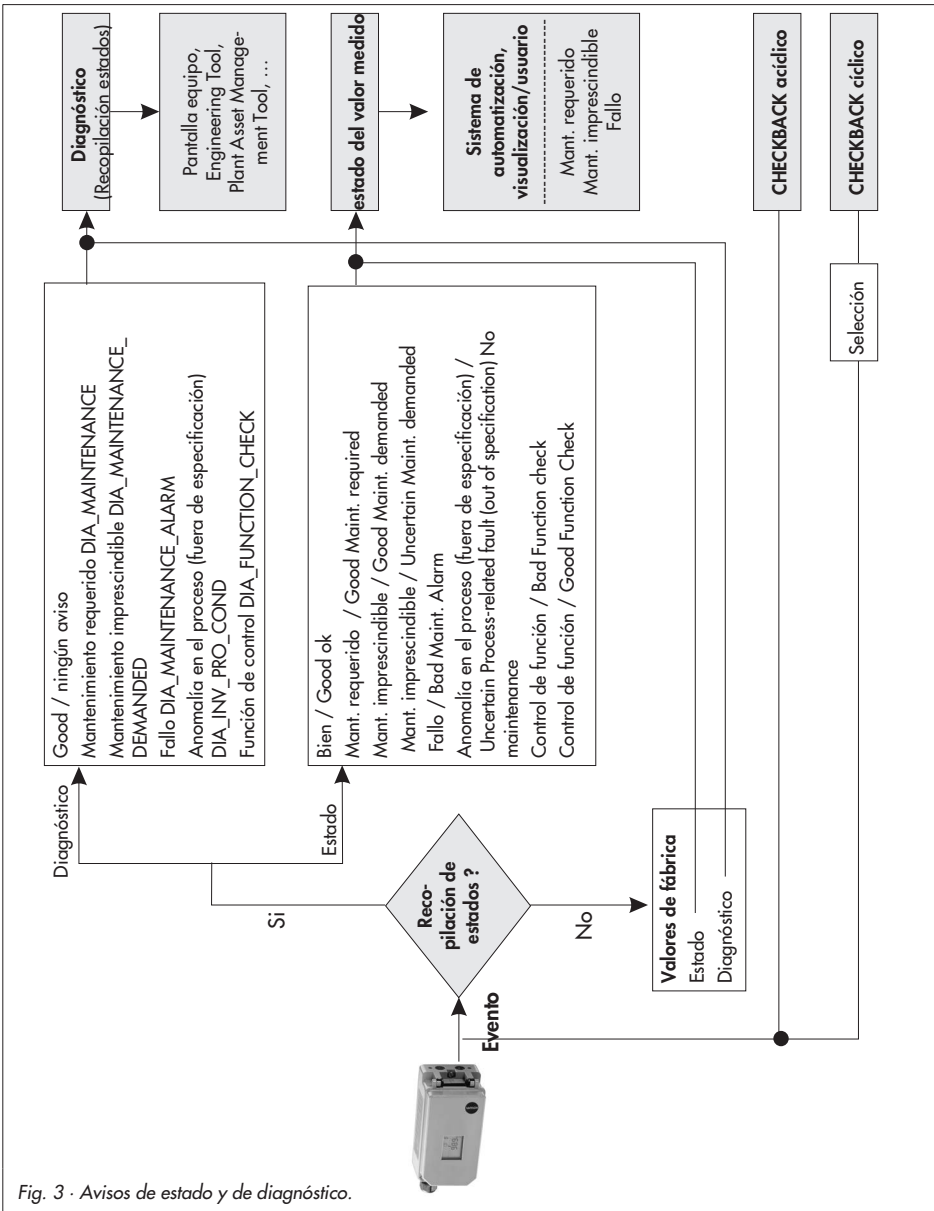 Diagnóstico
(Recopilación estados)
Pantalla equipo,
Engineering Tool,
Plant Asset Manage-
ment Tool, …
estado del valor medido
Sistema de
automatización,
visualización/usuario
Mant. requerido
Mant. imprescindible
Fallo
CHECKBACK acíclico
CHECKBACK cíclico
Selección
Good / ningún aviso
Mantenimiento requerido DIA_MAINTENANCE
Mantenimiento imprescindible DIA_MAINTENANCE_
DEMANDED
Fallo DIA_MAINTENANCE_ALARM
Anomalía en el proceso (fuera de especificación)
DIA_INV_PRO_COND
Función de control DIA_FUNCTION_CHECK
Bien / Good ok
Mant. requerido / Good Maint. required
Mant. imprescindible / Good Maint. demanded
Mant. imprescindible / Uncertain Maint. demanded
Fallo / Bad Maint. Alarm
Anomalía en el proceso (fuera de especificación) /
Uncertain Process-related fault (out of specification) No
maintenance
Control de función / Bad Function check
Control de función / Good Function Check
Diagnóstico
Estado
Si
Reco-
pilación de
estados ?
No
Valores de fábrica
Estado
Diagnóstico
Evento
Fig. 3 · Avisos de estado y de diagnóstico.